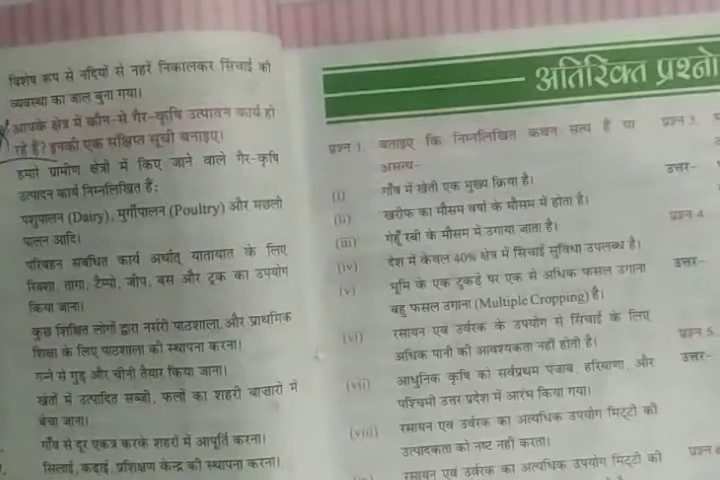 विशेष रूप से नदियों से नहरें निकालकर सिंचाई की
व्यवस्था का जाल बुना गया।
आपके क्षेत्र में कौन-से गैर-कृषि उत्पादन कार्य हो
रहे हैं? इनकी एक संक्षिप्त सूची बनाइए।
हमारे ग्रामीण क्षेत्रों में किए जाने वाले गैर-कृषि
उत्पादन कार्य निम्नलिखित हैं:
पशुपालन (Dairy), मुर्गीपालन (Poultry) और मछली
पालन आदि।
परिवहन संबंधित कार्य अर्थात् यातायात के लिए
रिक्शा, तांगा, टैम्पो, जीप, बस और ट्रक का उपयोग
किया जाना।
कुछ शिक्षित लोगों द्वारा नर्सरी पाठशाला और प्राथमिक
शिक्षा के लिए पाठशाला की स्थापना करना।
गन्ने से गुड़ और चीनी तैयार किया जाना।
खेतों में उत्पादित सब्जी, फलों का शहरी बाजारों में
बेचा जाना।
गाँव से दूर एकत्र करके शहरों में आपूर्ति करना।
सिलाई, कढ़ाई, प्रशिक्षण केन्द्र की स्थापना करना।
अतिरिक्त प्रश्नो
प्रश्न 1. बताइए कि निम्नलिखित कथन सत्य हैं या
असत्य–
(i) गाँव में खेती एक मुख्य क्रिया है।
(ii) खरीफ का मौसम वर्षा के मौसम में होता है।
(iii) गेहूँ रबी के मौसम में उगाया जाता है।
(iv) देश में केवल 40% क्षेत्र में सिंचाई सुविधा उपलब्ध है।
(v) भूमि के एक टुकड़े पर एक से अधिक फसल उगाना
बहु फसल उगाना (Multiple Cropping) है।
(vi) रसायन एवं उर्वरक के उपयोग से सिंचाई के लिए
अधिक पानी की आवश्यकता नहीं होती है।
(vii) आधुनिक कृषि को सर्वप्रथम पंजाब, हरियाणा, और
पश्चिमी उत्तर प्रदेश में आरंभ किया गया।
(viii) रसायन एवं उर्वरक का अत्यधिक उपयोग मिट्टी की
उत्पादकता को नष्ट नहीं करता।
रसायन एवं उर्वरक का अत्यधिक उपयोग मिट्टी की
प्रश्न 3.
उत्तर–
प्रश्न 4
उत्तर–
प्रश्न 5.
उत्तर–
प्रश्न